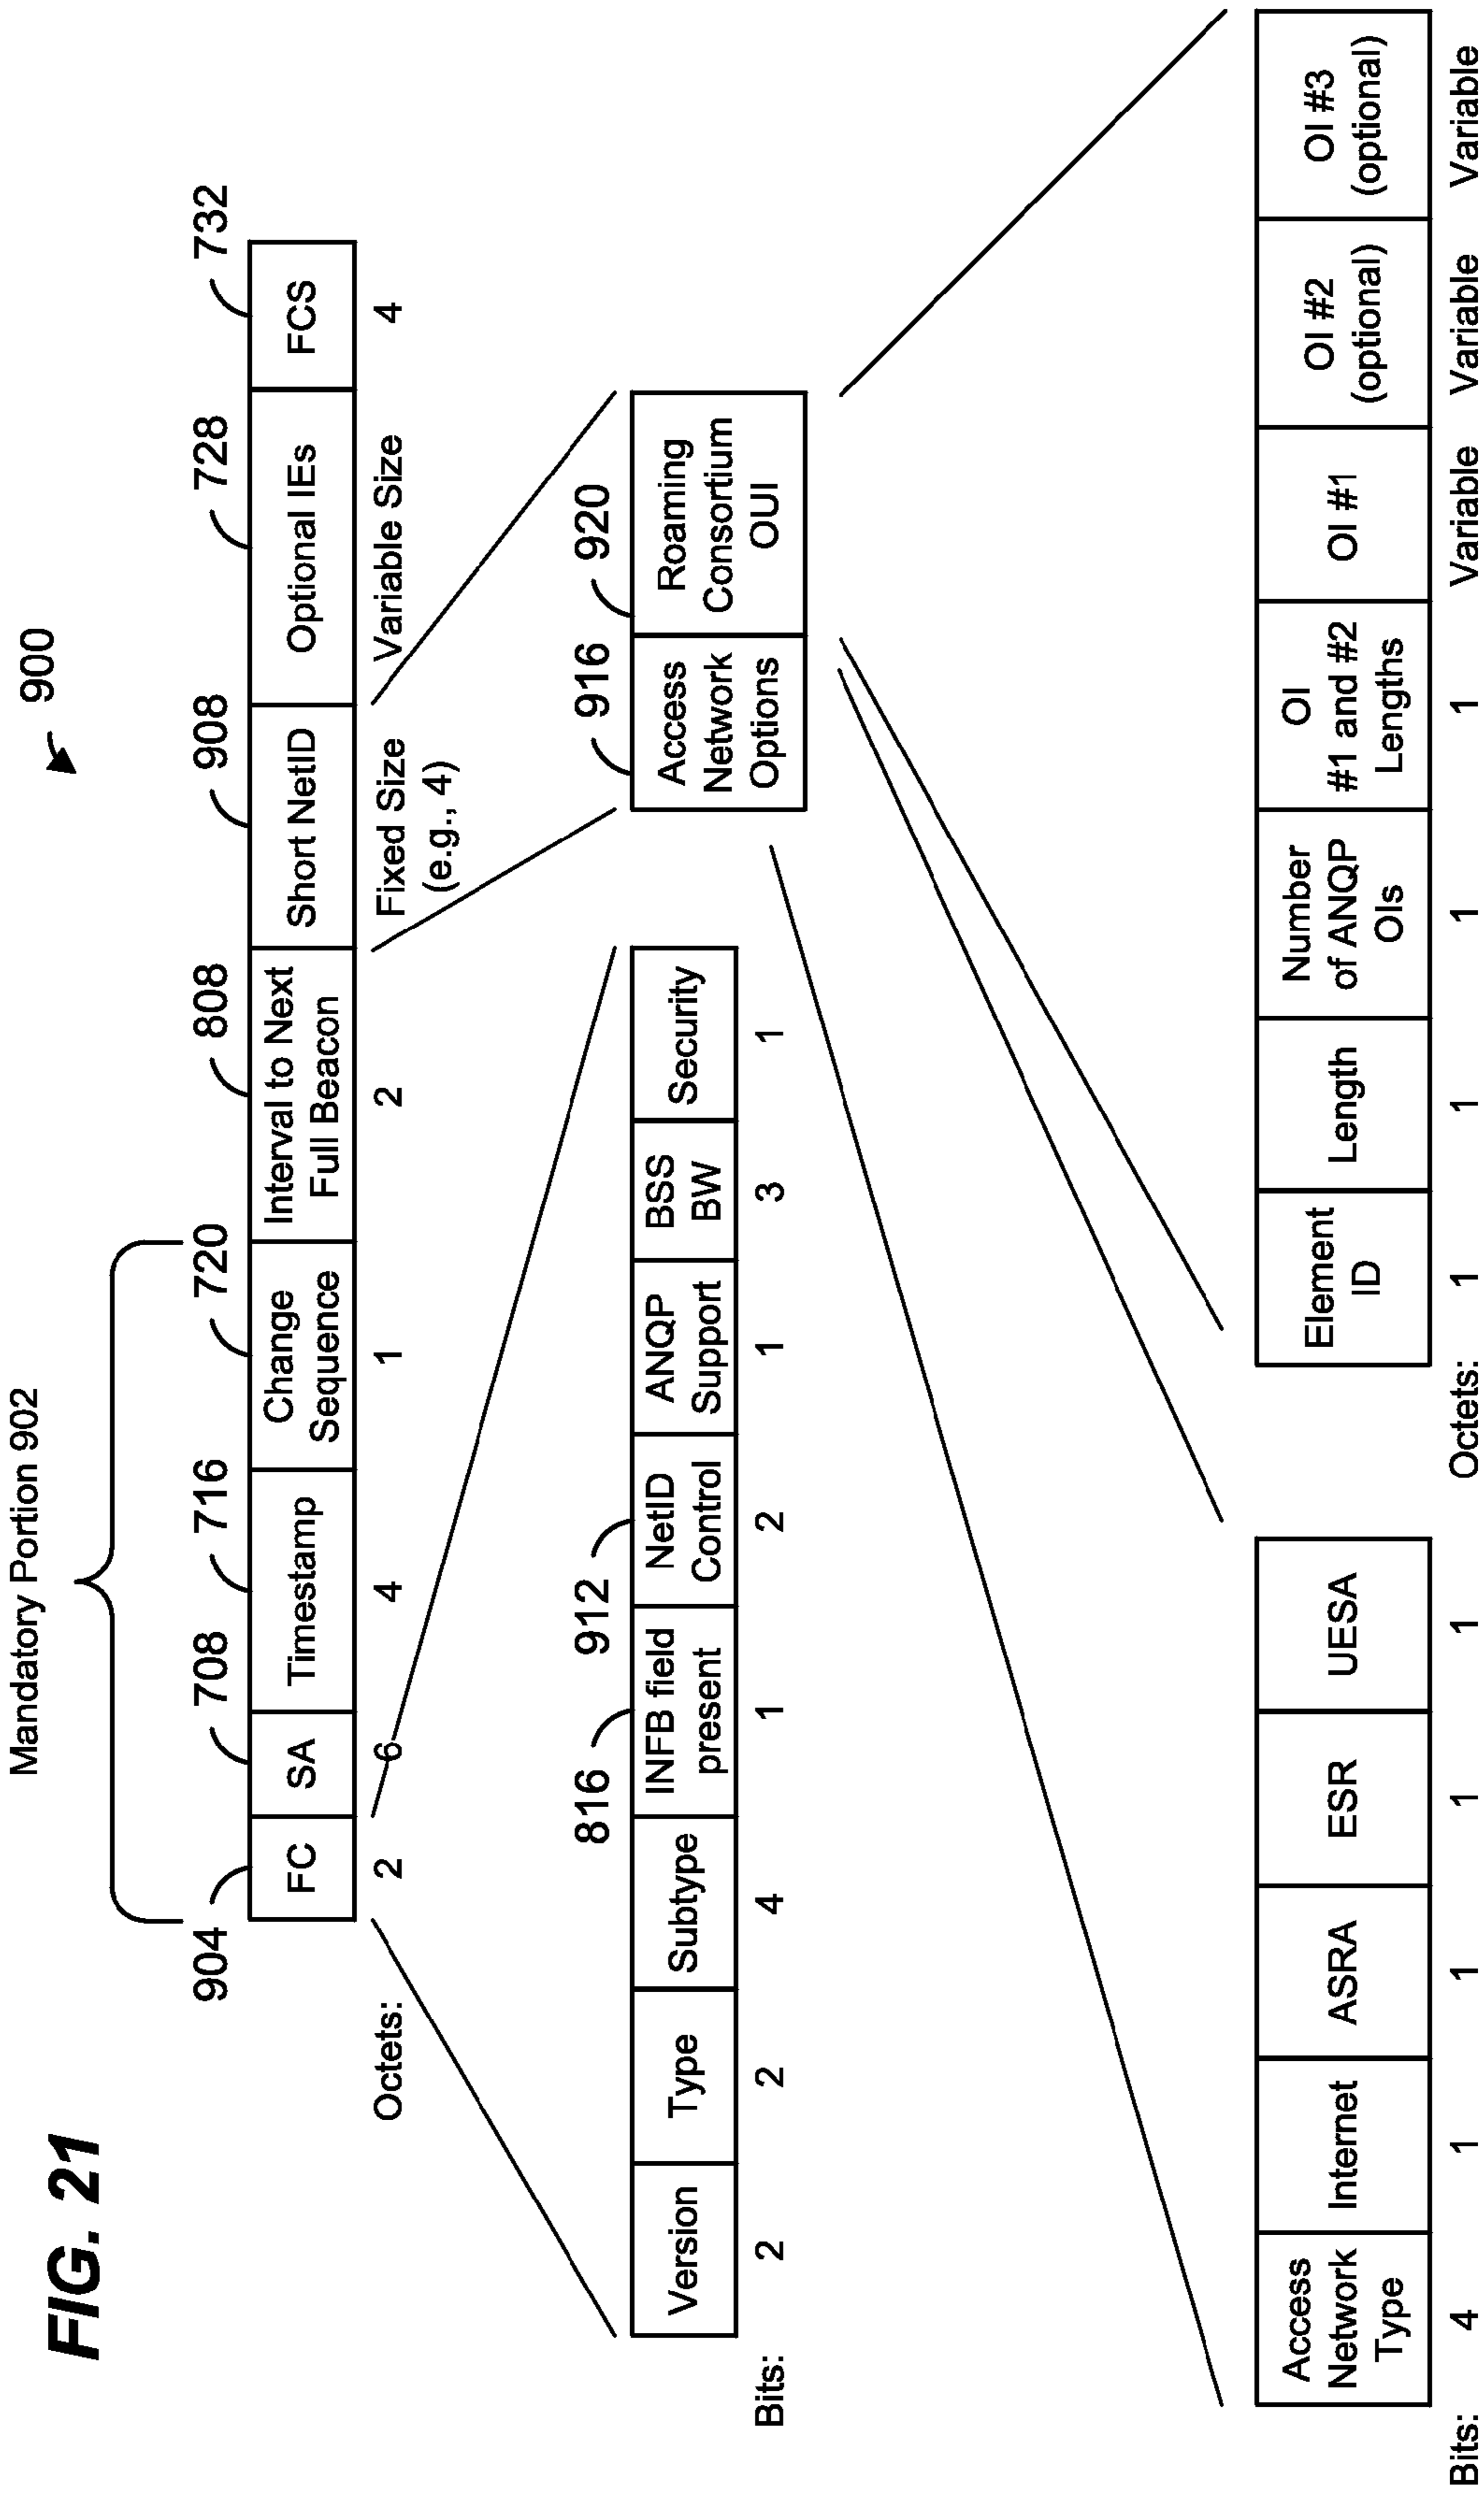 FIG. 21
900
Mandatory Portion 902
904
708
716
720
808
908
728
732
FC
SA
Timestamp
Change
Sequence
Interval to Next
Full Beacon
Short NetID
Optional IEs
FCS
Octets:
2
6
4
1
2
Fixed Size
(e.g., 4)
Variable Size
4
816
912
916
920
Version
Type
Subtype
INFB field
present
NetID
Control
ANQP
Support
BSS
BW
Security
Access
Network
Options
Roaming
Consortium
OUI
Bits:
2
2
4
1
2
1
3
1
Access
Network
Type
Internet
ASRA
ESR
UESA
Bits:
4
1
1
1
1
Element
ID
Length
Number
of ANQP
OIs
OI
#1 and #2
Lengths
OI #1
OI #2
(optional)
OI #3
(optional)
Octets:
1
1
1
1
Variable
Variable
Variable